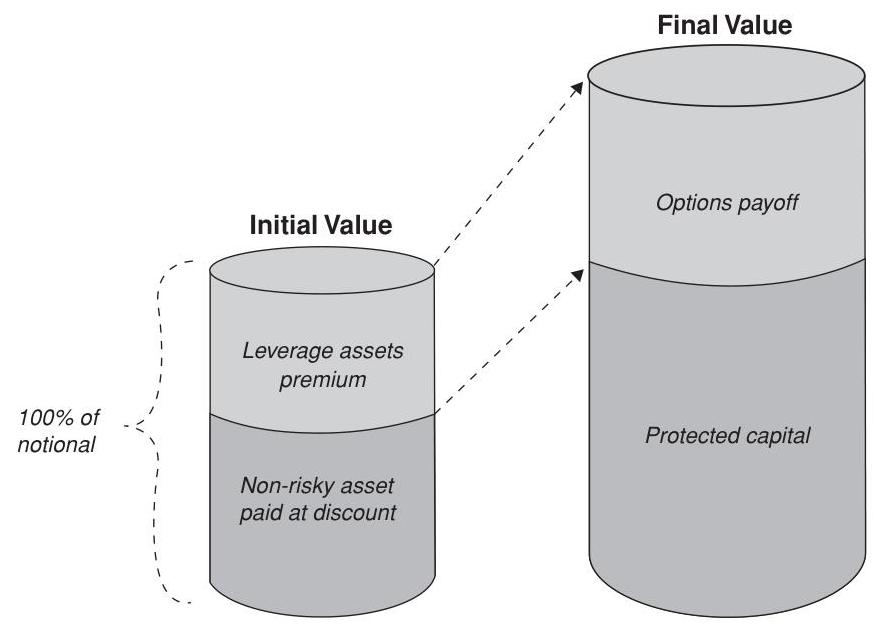 Final Value
Options payoff
Protected capital
Initial Value
Leverage assets
premium
Non-risky asset
paid at discount
100% of
notional